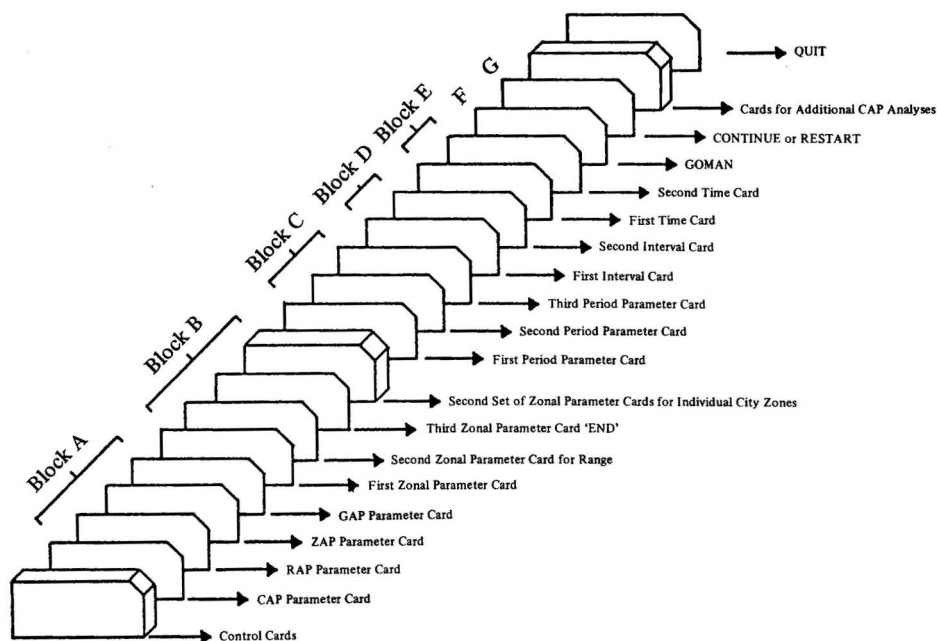 QUIT
G
F
Cards for Additional CAP Analyses
Block E
CONTINUE or RESTART
GOMAN
Block D
Second Time Card
First Time Card
Block C
Second Interval Card
First Interval Card
Third Period Parameter Card
Block B
Second Period Parameter Card
First Period Parameter Card
Second Set of Zonal Parameter Cards for Individual City Zones
Third Zonal Parameter Card 'END'
Block A
Second Zonal Parameter Card for Range
First Zonal Parameter Card
GAP Parameter Card
ZAP Parameter Card
RAP Parameter Card
CAP Parameter Card
Control Cards